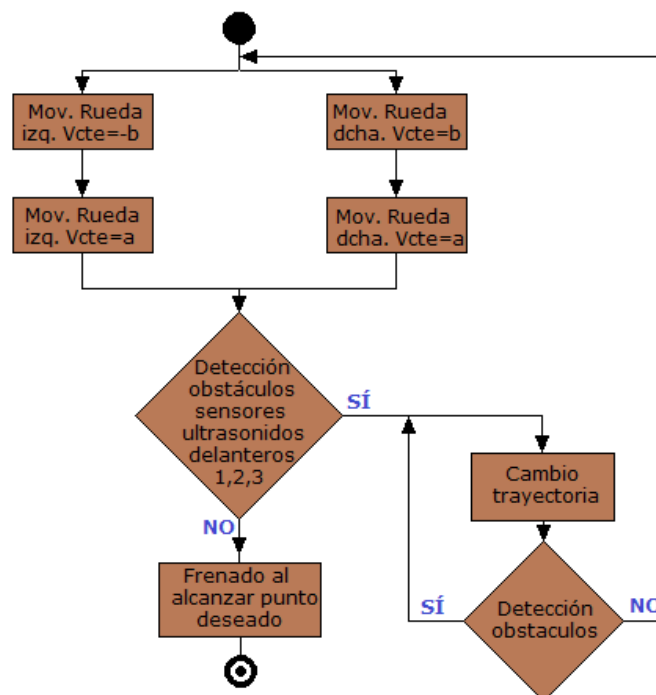 Mov. Rueda
izq. Vcte=-b
Mov. Rueda
dcha. Vcte=b
Mov. Rueda
izq. Vcte=a
Mov. Rueda
dcha. Vcte=a
Detección
obstáculos
sensores
ultrasonidos
delanteros
1,2,3
SÍ
NO
Cambio
trayectoria
Frenado al
alcanzar punto
deseado
SÍ
Detección
obstaculos
NO